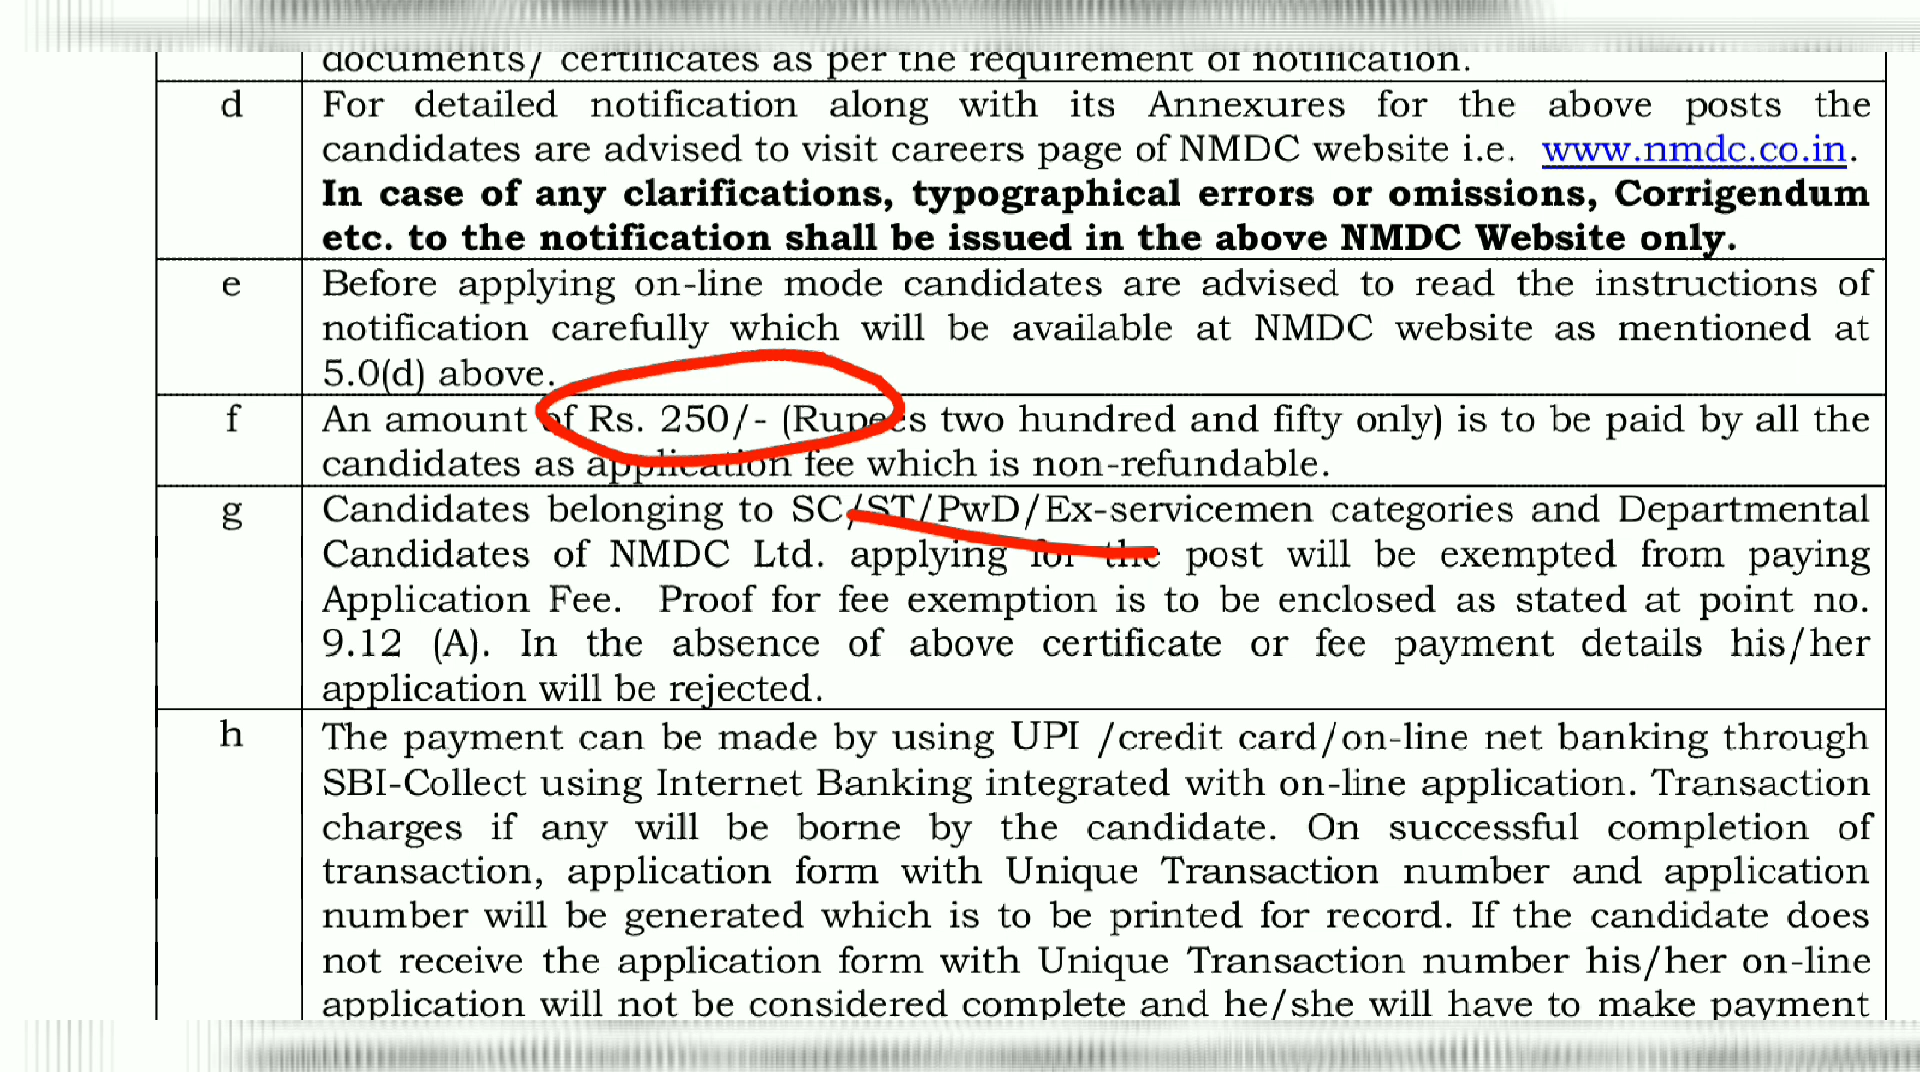 documents/ certificates as per the requirement of notification.
d
For detailed notification along with its Annexures for the above posts the
candidates are advised to visit careers page of NMDC website i.e. www.nmdc.co.in.
In case of any clarifications, typographical errors or omissions, Corrigendum
etc. to the notification shall be issued in the above NMDC Website only.
e
Before applying on-line mode candidates are advised to read the instructions of
notification carefully which will be available at NMDC website as mentioned at
5.0(d) above.
f
An amount of Rs. 250/- (Rupees two hundred and fifty only) is to be paid by all the
candidates as application fee which is non-refundable.
g
Candidates belonging to SC/ST/PwD/Ex-servicemen categories and Departmental
Candidates of NMDC Ltd. applying for the post will be exempted from paying
Application Fee. Proof for fee exemption is to be enclosed as stated at point no.
9.12 (A). In the absence of above certificate or fee payment details his/her
application will be rejected.
h
The payment can be made by using UPI /credit card/on-line net banking through
SBI-Collect using Internet Banking integrated with on-line application. Transaction
charges if any will be borne by the candidate. On successful completion of
transaction, application form with Unique Transaction number and application
number will be generated which is to be printed for record. If the candidate does
not receive the application form with Unique Transaction number his/her on-line
application will not be considered complete and he/she will have to make payment